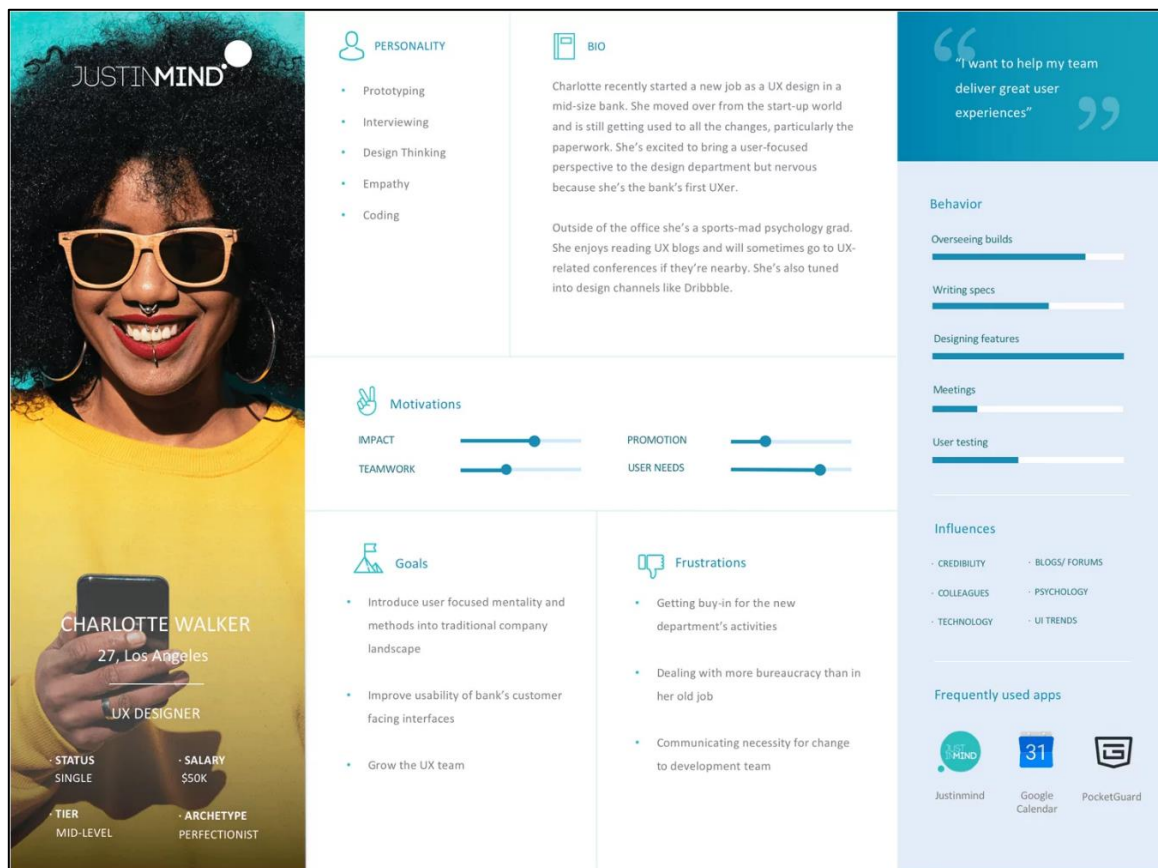 JUSTINMIND
CHARLOTTE WALKER
27, Los Angeles
UX DESIGNER
· STATUS
SINGLE
· SALARY
$50K
· TIER
MID-LEVEL
· ARCHETYPE
PERFECTIONIST
PERSONALITY
• Prototyping
• Interviewing
• Design Thinking
• Empathy
• Coding
BIO
Charlotte recently started a new job as a UX design in a
mid-size bank. She moved over from the start-up world
and is still getting used to all the changes, particularly the
paperwork. She's excited to bring a user-focused
perspective to the design department but nervous
because she's the bank's first UXer.
Outside of the office she's a sports-mad psychology grad.
She enjoys reading UX blogs and will sometimes go to UX-
related conferences if they're nearby. She's also tuned
into design channels like Dribbble.
Motivations
IMPACT
PROMOTION
TEAMWORK
USER NEEDS
Goals
• Introduce user focused mentality and
methods into traditional company
landscape
• Improve usability of bank's customer
facing interfaces
• Grow the UX team
Frustrations
• Getting buy-in for the new
department's activities
• Dealing with more bureaucracy than in
her old job
• Communicating necessity for change
to development team
"I want to help my team
deliver great user
experiences"
Behavior
Overseeing builds
Writing specs
Designing features
Meetings
User testing
Influences
· CREDIBILITY
· BLOGS/ FORUMS
· COLLEAGUES
· PSYCHOLOGY
· TECHNOLOGY
· UI TRENDS
Frequently used apps
JUST
INMIND
31
Justinmind
Google
Calendar
PocketGuard